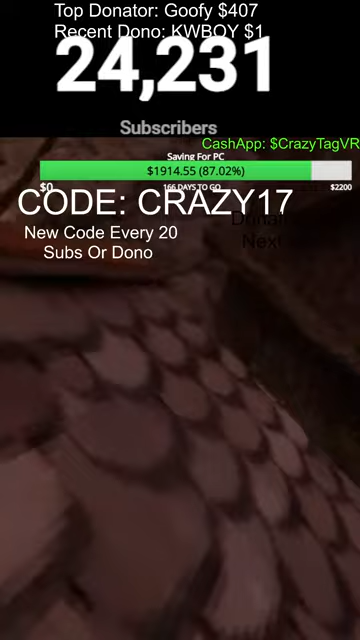 Top Donator: Goofy $407
Recent Dono: KWBOY $1
24,231
Subscribers
CashApp: $CrazyTagVR
Saving For PC
$1914.55 (87.02%)
$0 166 DAYS TO GO $2200
CODE: CRAZY17
New Code Every 20
Subs Or Dono
Next